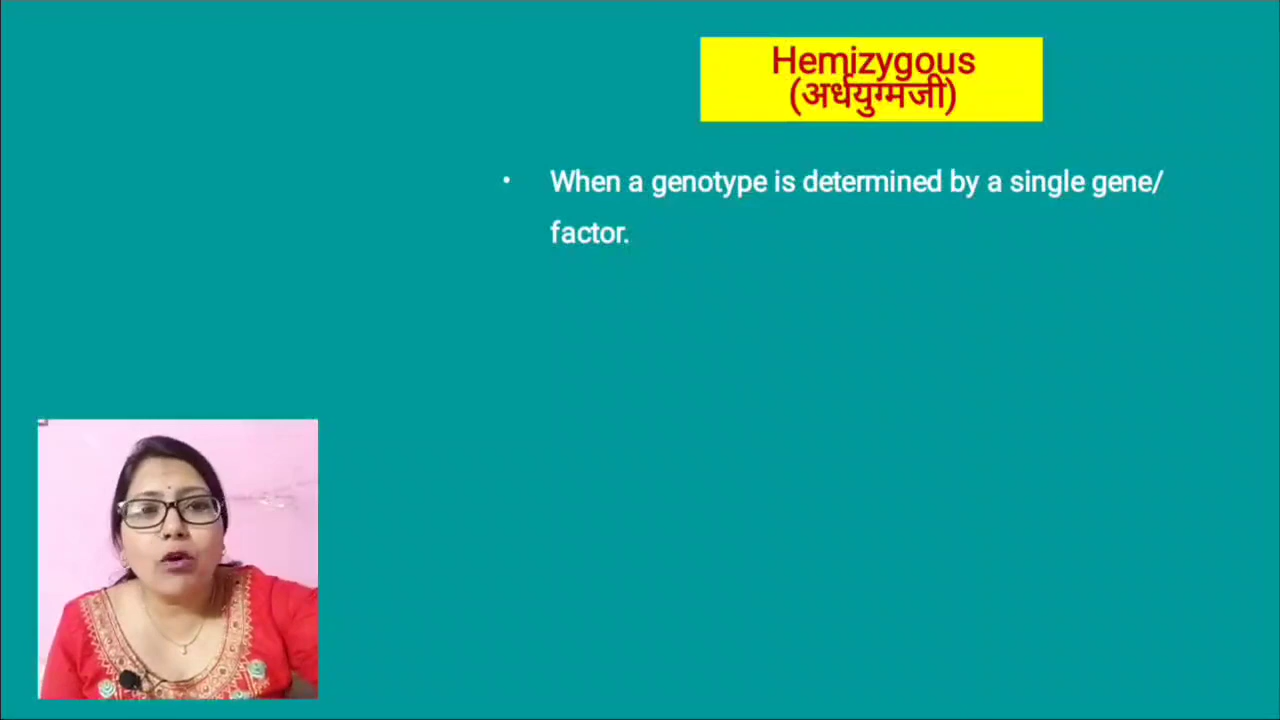 Hemizygous
(अर्धयुग्मजी)
• When a genotype is determined by a single gene/
factor.